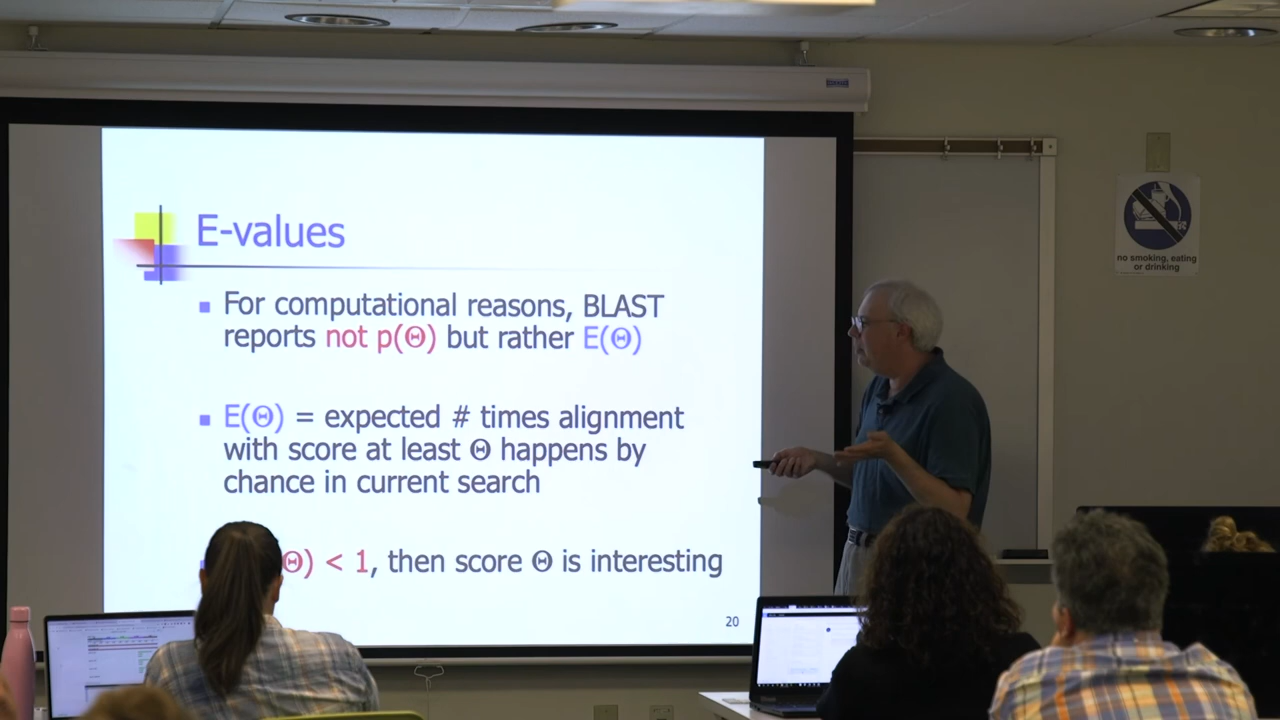 E-values
For computational reasons, BLAST
reports not p(Θ) but rather E(Θ)
E(Θ) = expected # times alignment
with score at least Θ happens by
chance in current search
Θ) < 1, then score Θ is interesting
20
no smoking, eating
or drinking